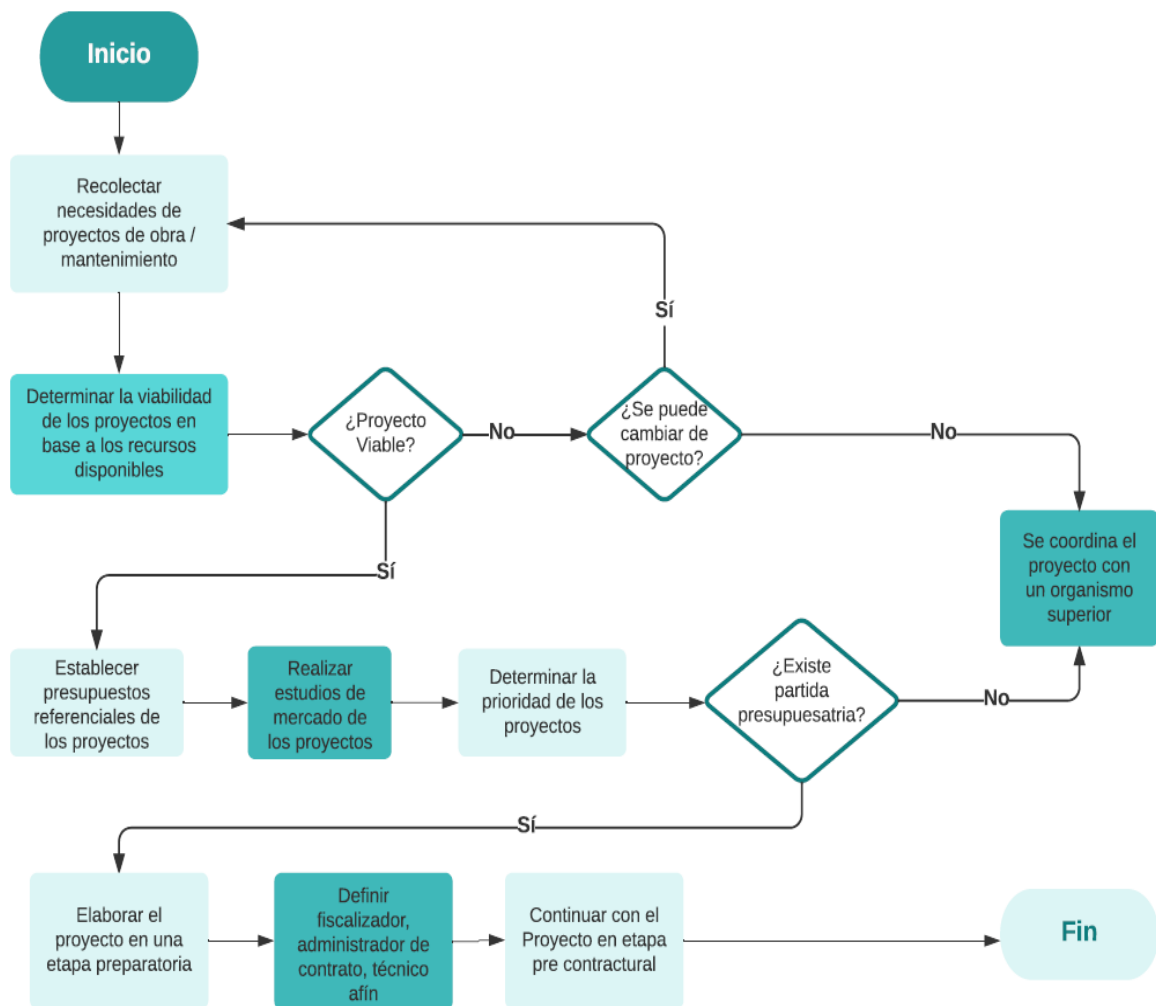 Inicio
Recolectar
necesidades de
proyectos de obra /
mantenimiento
Sí
Determinar la viabilidad
de los proyectos en
base a los recursos
disponibles
¿Proyecto
Viable?
No
¿Se puede
cambiar de
proyecto?
No
Se coordina el
proyecto con
un organismo
superior
Sí
Establecer
presupuestos
referenciales de
los proyectos
Realizar
estudios de
mercado de
los proyectos
Determinar la
prioridad de los
proyectos
¿Existe
partida
presupuesatria?
No
Sí
Elaborar el
proyecto en una
etapa preparatoria
Definir
fiscalizador,
administrador de
contrato, técnico
afín
Continuar con el
Proyecto en etapa
pre contractural
Fin